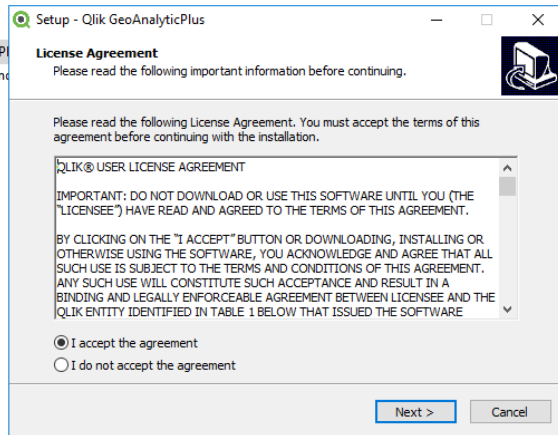 Setup - Qlik GeoAnalyticPlus
License Agreement
Please read the following important information before continuing.
Please read the following License Agreement. You must accept the terms of this
agreement before continuing with the installation.
QLIK® USER LICENSE AGREEMENT
IMPORTANT: DO NOT DOWNLOAD OR USE THIS SOFTWARE UNTIL YOU (THE
"LICENSEE") HAVE READ AND AGREED TO THE TERMS OF THIS AGREEMENT.
BY CLICKING ON THE "I ACCEPT" BUTTON OR DOWNLOADING, INSTALLING OR
OTHERWISE USING THE SOFTWARE, YOU ACKNOWLEDGE AND AGREE THAT ALL
SUCH USE IS SUBJECT TO THE TERMS AND CONDITIONS OF THIS AGREEMENT.
ANY SUCH USE WILL CONSTITUTE SUCH ACCEPTANCE AND RESULT IN A
BINDING AND LEGALLY ENFORCEABLE AGREEMENT BETWEEN LICENSEE AND THE
QLIK ENTITY IDENTIFIED IN TABLE 1 BELOW THAT ISSUED THE SOFTWARE
I accept the agreement
I do not accept the agreement
Next >
Cancel